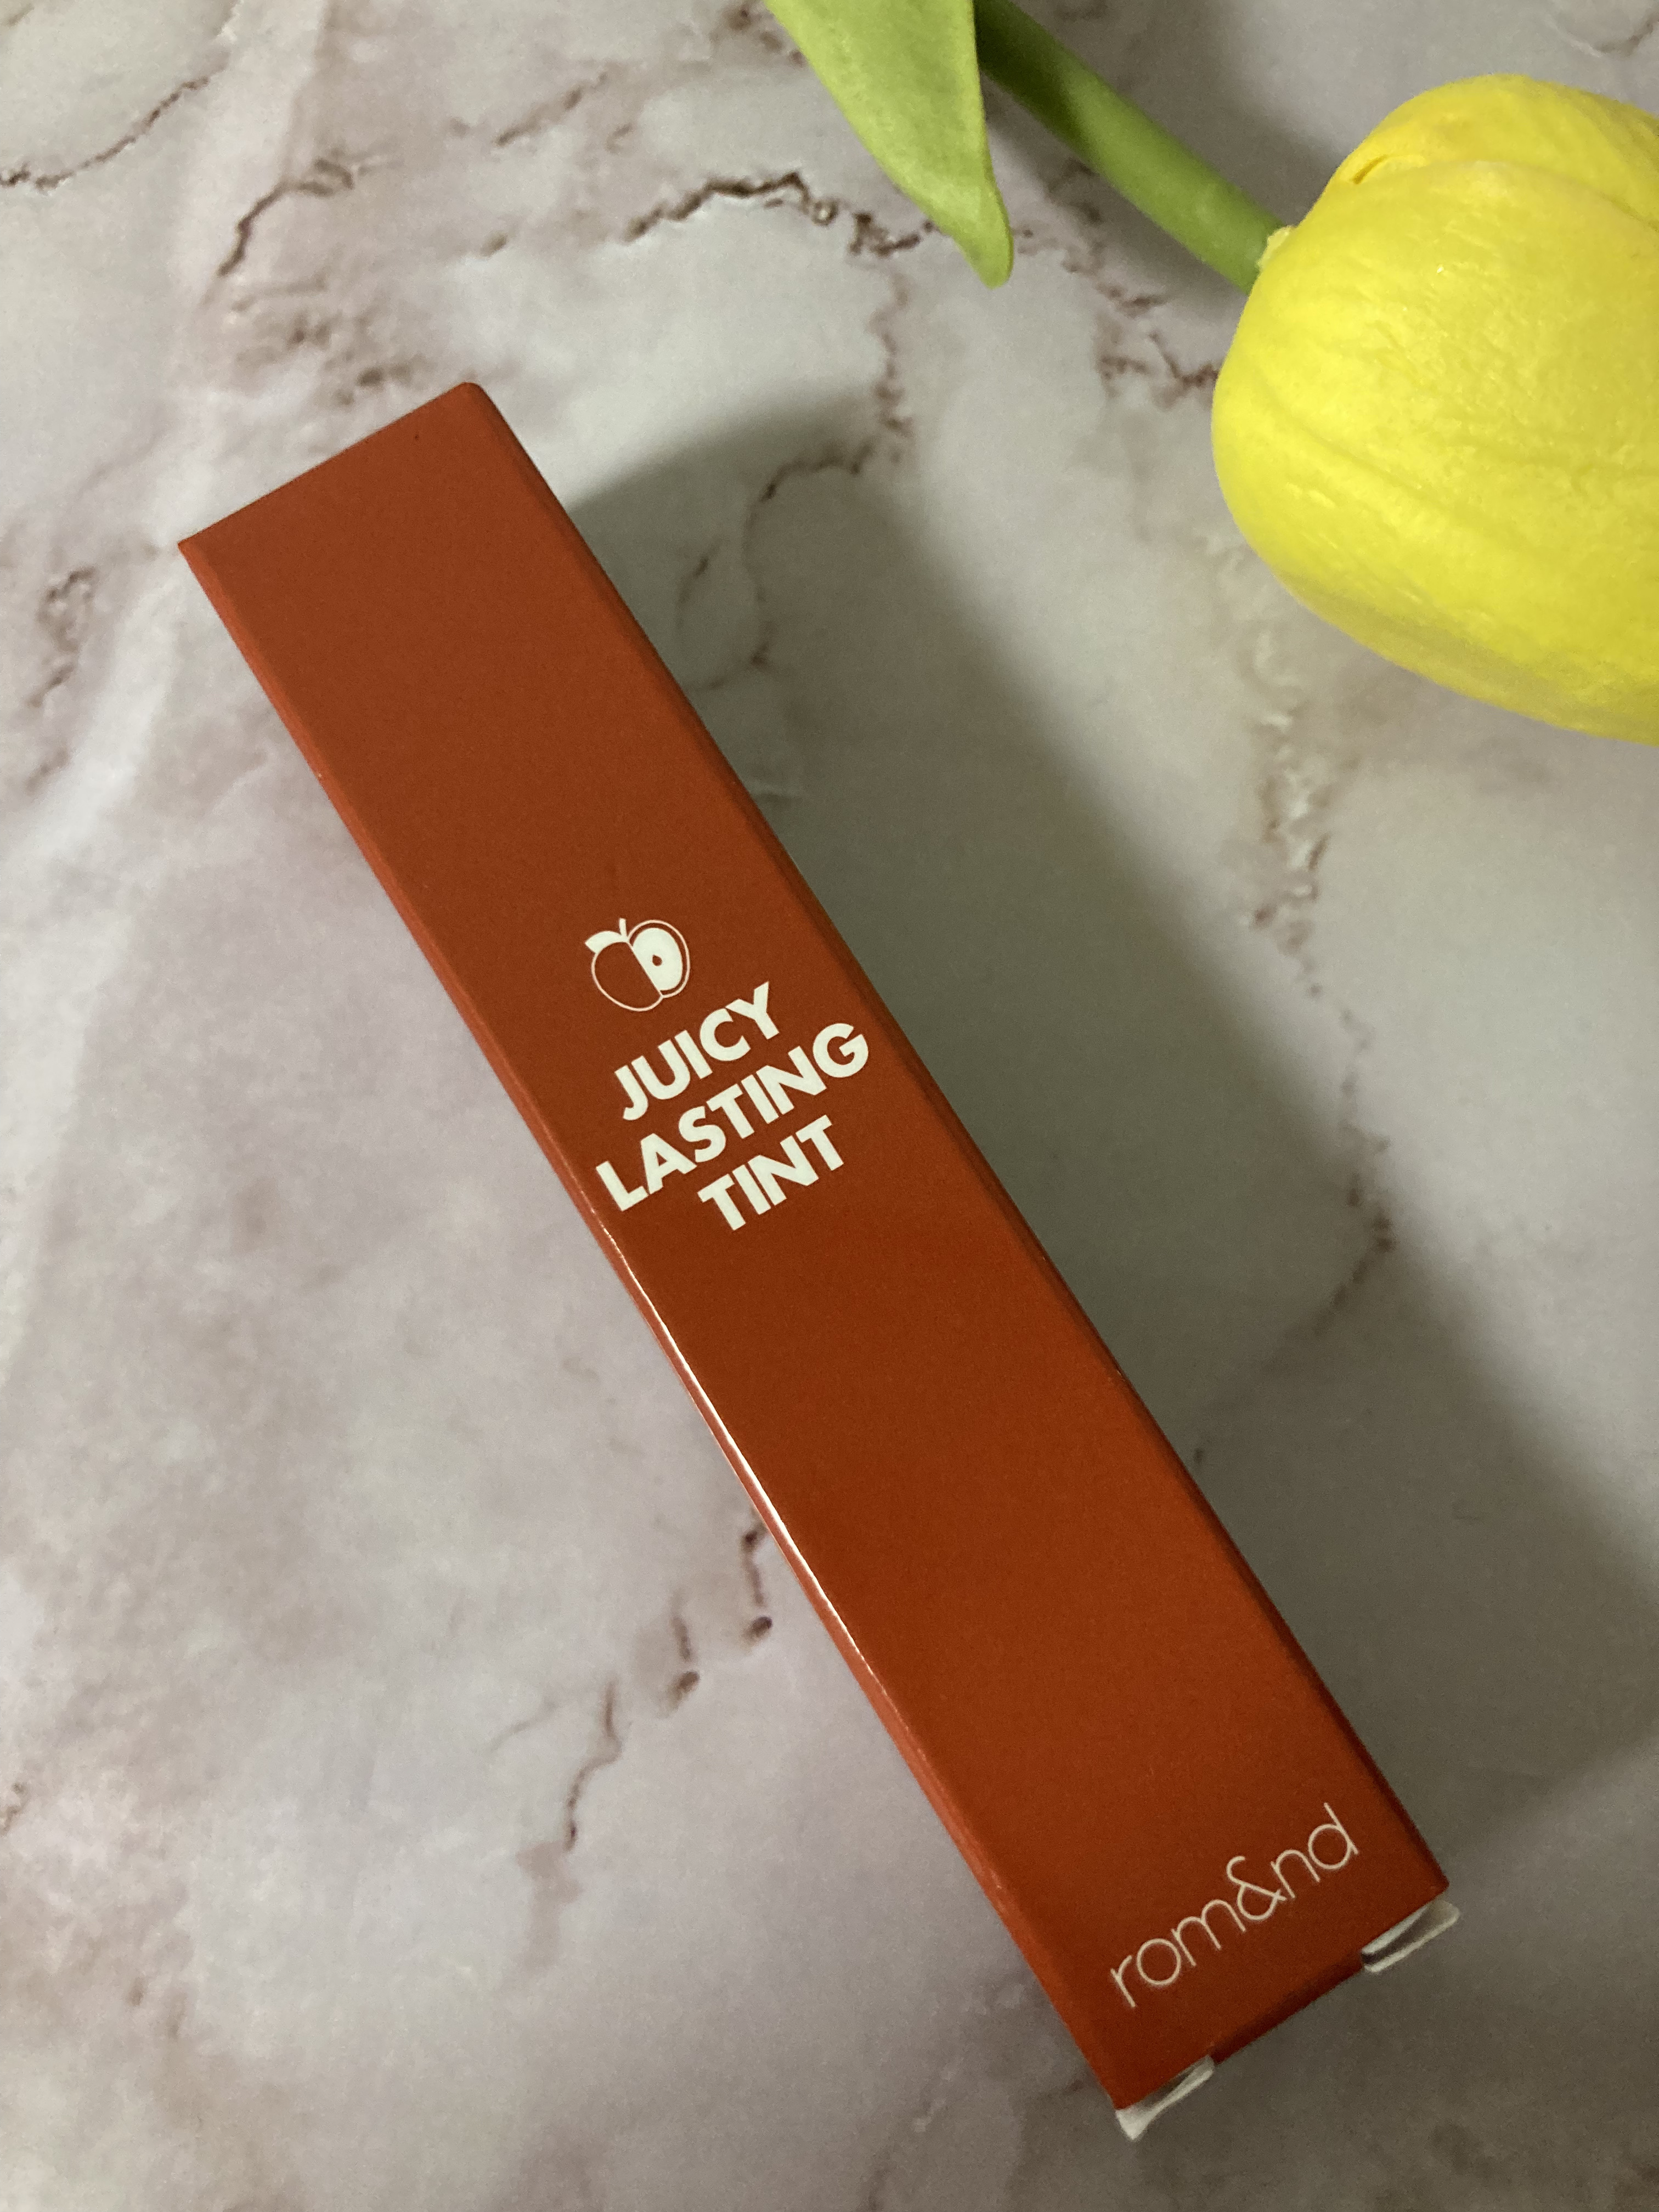 JUICY
LASTING
TINT
rom&nd